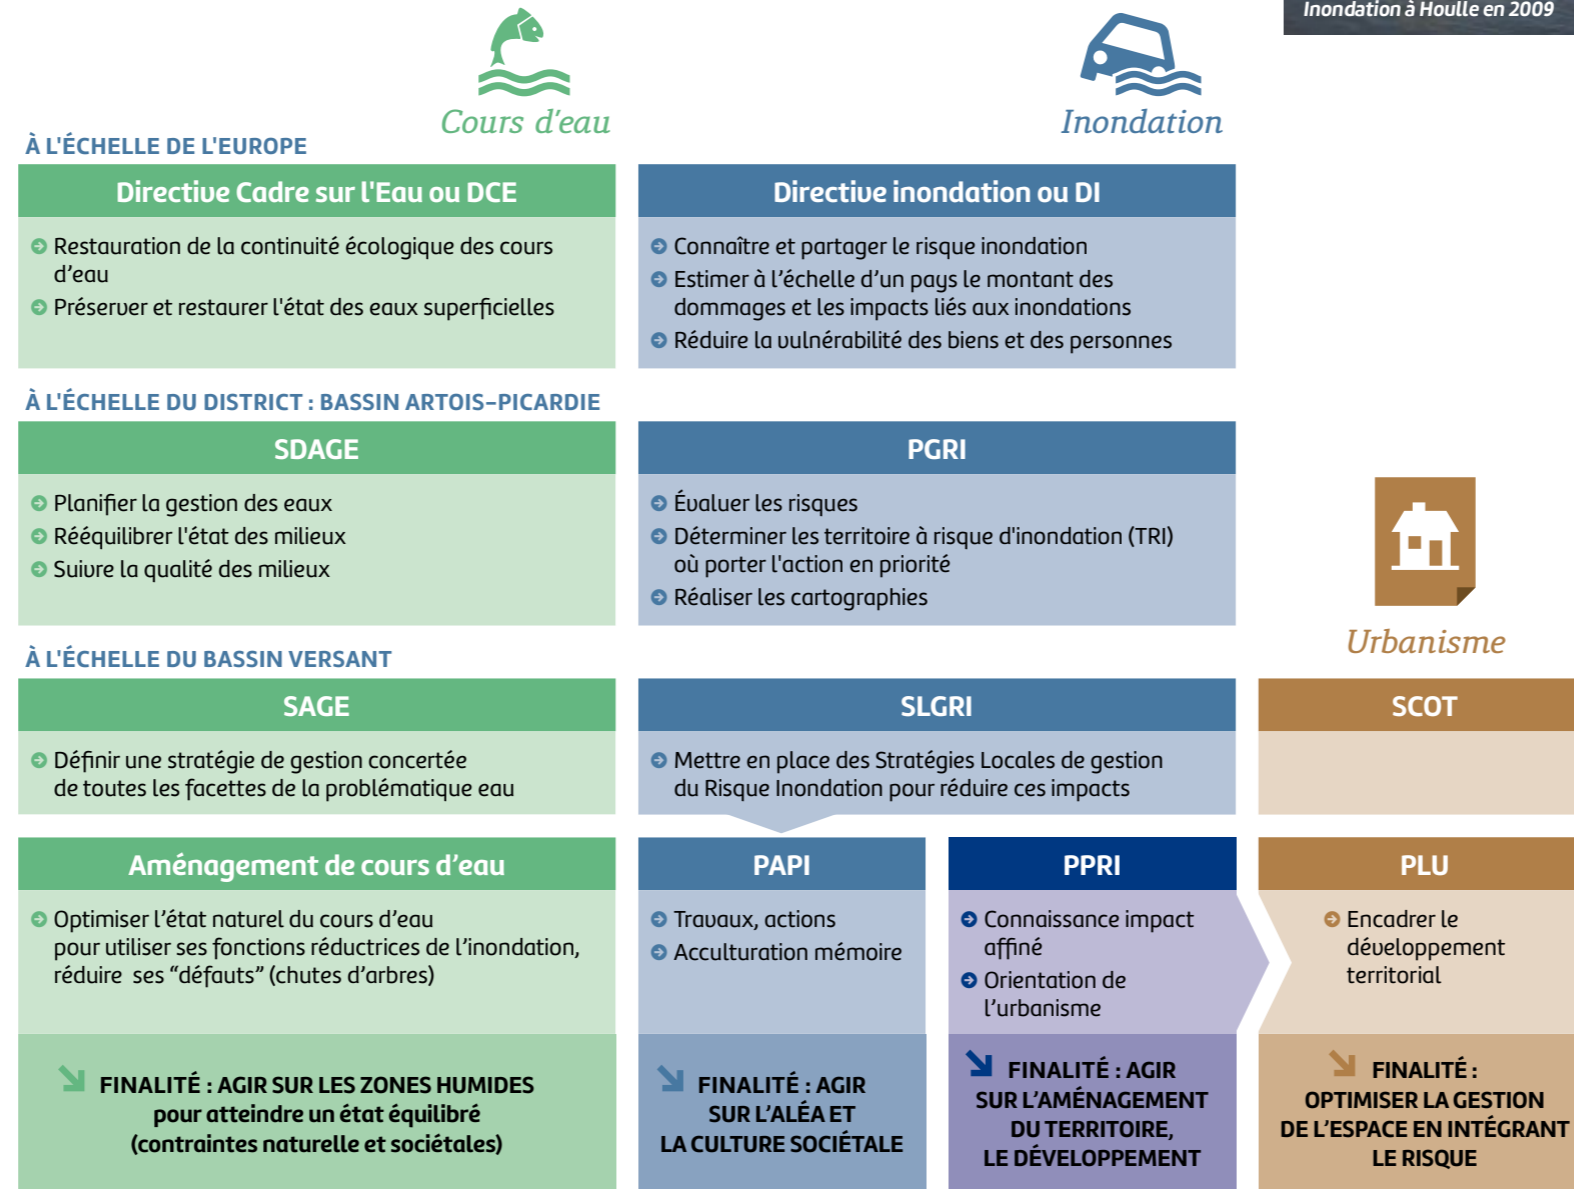 Inondation à Houlle en 2009
Cours d'eau
Inondation
À L'ÉCHELLE DE L'EUROPE
Directive Cadre sur l'Eau ou DCE
Restauration de la continuité écologique des cours
d'eau
Préserver et restaurer l'état des eaux superficielles
Directive inondation ou DI
Connaître et partager le risque inondation
Estimer à l'échelle d'un pays le montant des
dommages et les impacts liés aux inondations
Réduire la vulnérabilité des biens et des personnes
À L'ÉCHELLE DU DISTRICT : BASSIN ARTOIS-PICARDIE
SDAGE
Planifier la gestion des eaux
Rééquilibrer l'état des milieux
Suivre la qualité des milieux
PGRI
Évaluer les risques
Déterminer les territoire à risque d'inondation (TRI)
où porter l'action en priorité
Réaliser les cartographies
Urbanisme
À L'ÉCHELLE DU BASSIN VERSANT
SAGE
Définir une stratégie de gestion concertée
de toutes les facettes de la problématique eau
SLGRI
Mettre en place des Stratégies Locales de gestion
du Risque Inondation pour réduire ces impacts
SCOT
Aménagement de cours d'eau
Optimiser l'état naturel du cours d'eau
pour utiliser ses fonctions réductrices de l'inondation,
réduire ses "défauts" (chutes d'arbres)
FINALITÉ : AGIR SUR LES ZONES HUMIDES
pour atteindre un état équilibré
(contraintes naturelle et sociétales)
PAPI
Travaux, actions
Acculturation mémoire
FINALITÉ : AGIR
SUR L'ALÉA ET
LA CULTURE SOCIÉTALE
PPRI
Connaissance impact
affiné
Orientation de
l'urbanisme
FINALITÉ : AGIR
SUR L'AMÉNAGEMENT
DU TERRITOIRE,
LE DÉVELOPPEMENT
PLU
Encadrer le
développement
territorial
FINALITÉ :
OPTIMISER LA GESTION
DE L'ESPACE EN INTÉGRANT
LE RISQUE